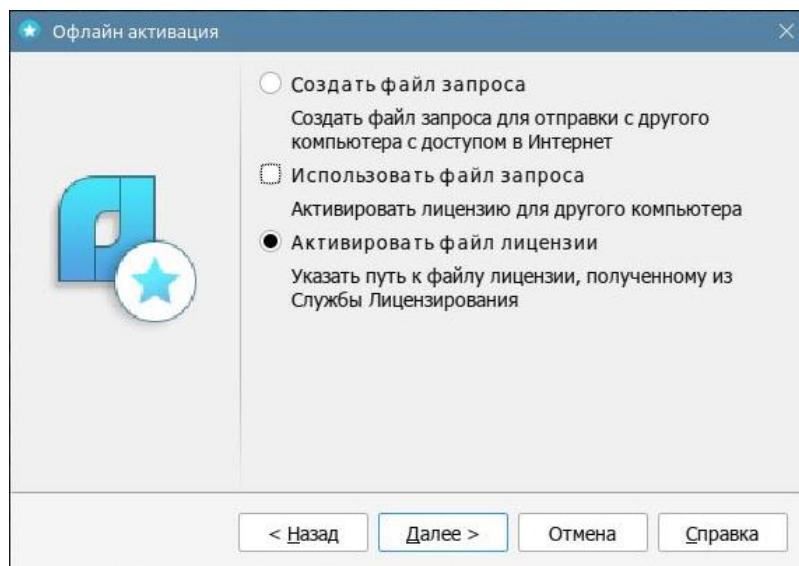 Офлайн активация
Создать файл запроса
Создать файл запроса для отправки с другого
компьютера с доступом в Интернет
Использовать файл запроса
Активировать лицензию для другого компьютера
Активировать файл лицензии
Указать путь к файлу лицензии, полученному из
Службы Лицензирования
< Назад
Далее >
Отмена
Справка